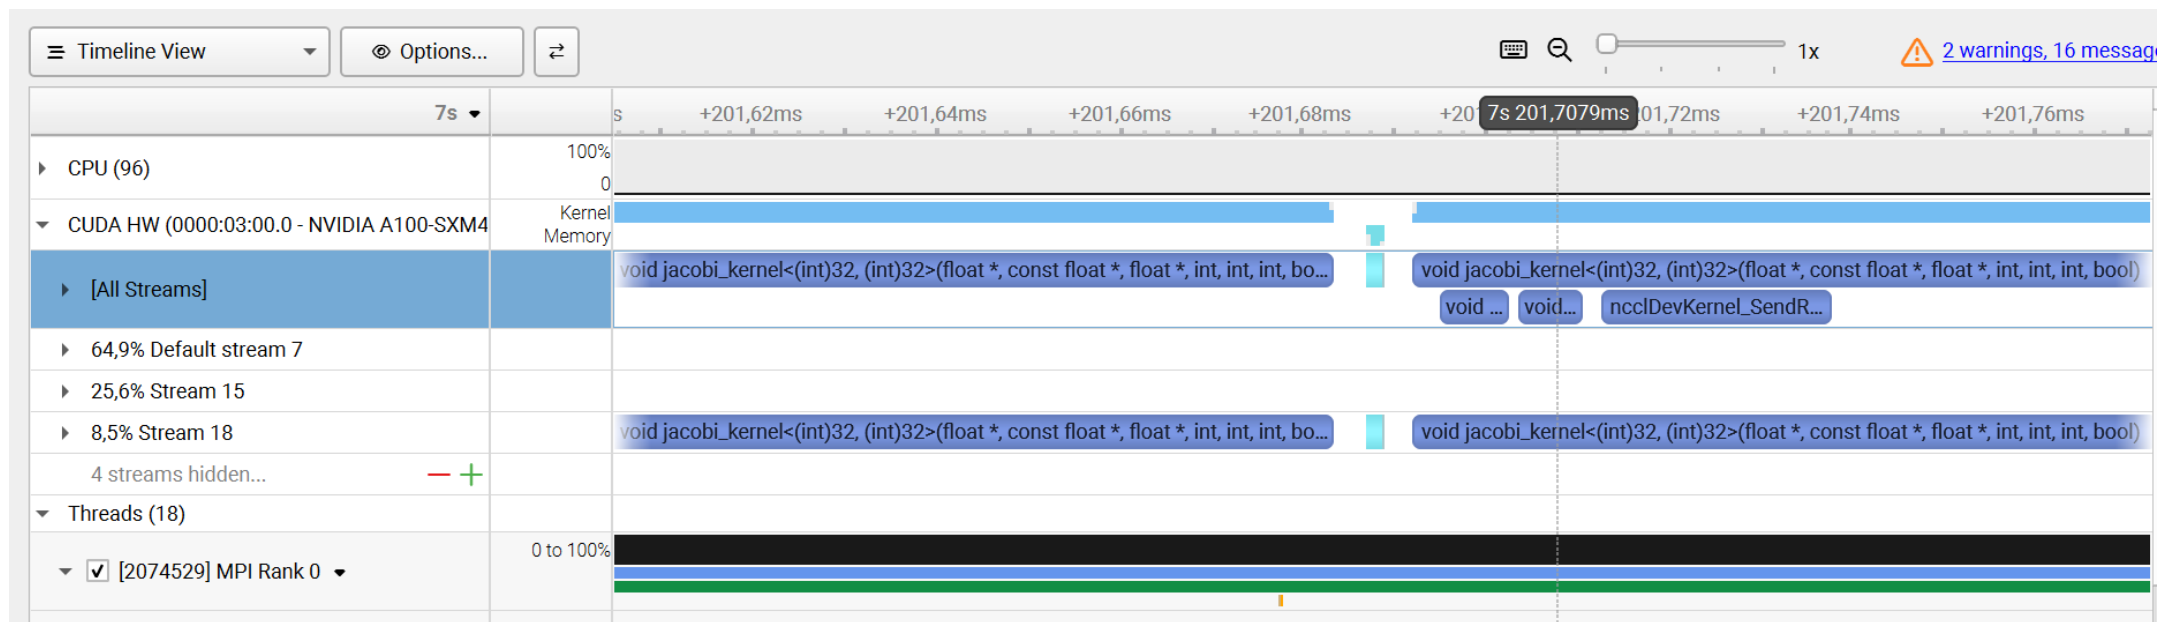 Timeline View Options... 1x 2 warnings, 16 message
7s s +201,62ms +201,64ms +201,66ms +201,68ms +20 7s 201,7079ms 01,72ms +201,74ms +201,76ms
CPU (96) 100%
0
CUDA HW (0000:03:00.0 - NVIDIA A100-SXM4 Kernel
Memory
[All Streams] void jacobi_kernel<(int)32, (int)32>(float *, const float *, float *, int, int, int, bo... void jacobi_kernel<(int)32, (int)32>(float *, const float *, float *, int, int, int, bool)
void ... void... ncclDevKernel_SendR...
64,9% Default stream 7
25,6% Stream 15
8,5% Stream 18 void jacobi_kernel<(int)32, (int)32>(float *, const float *, float *, int, int, int, bo... void jacobi_kernel<(int)32, (int)32>(float *, const float *, float *, int, int, int, bool)
4 streams hidden...
Threads (18)
[2074529] MPI Rank 0 0 to 100%